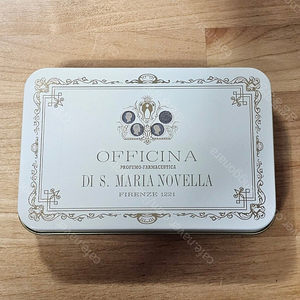 OFFICINA
PROFUMO-FARMACEUTICA
DI S. MARIA NOVELLA
FIRENZE 1221